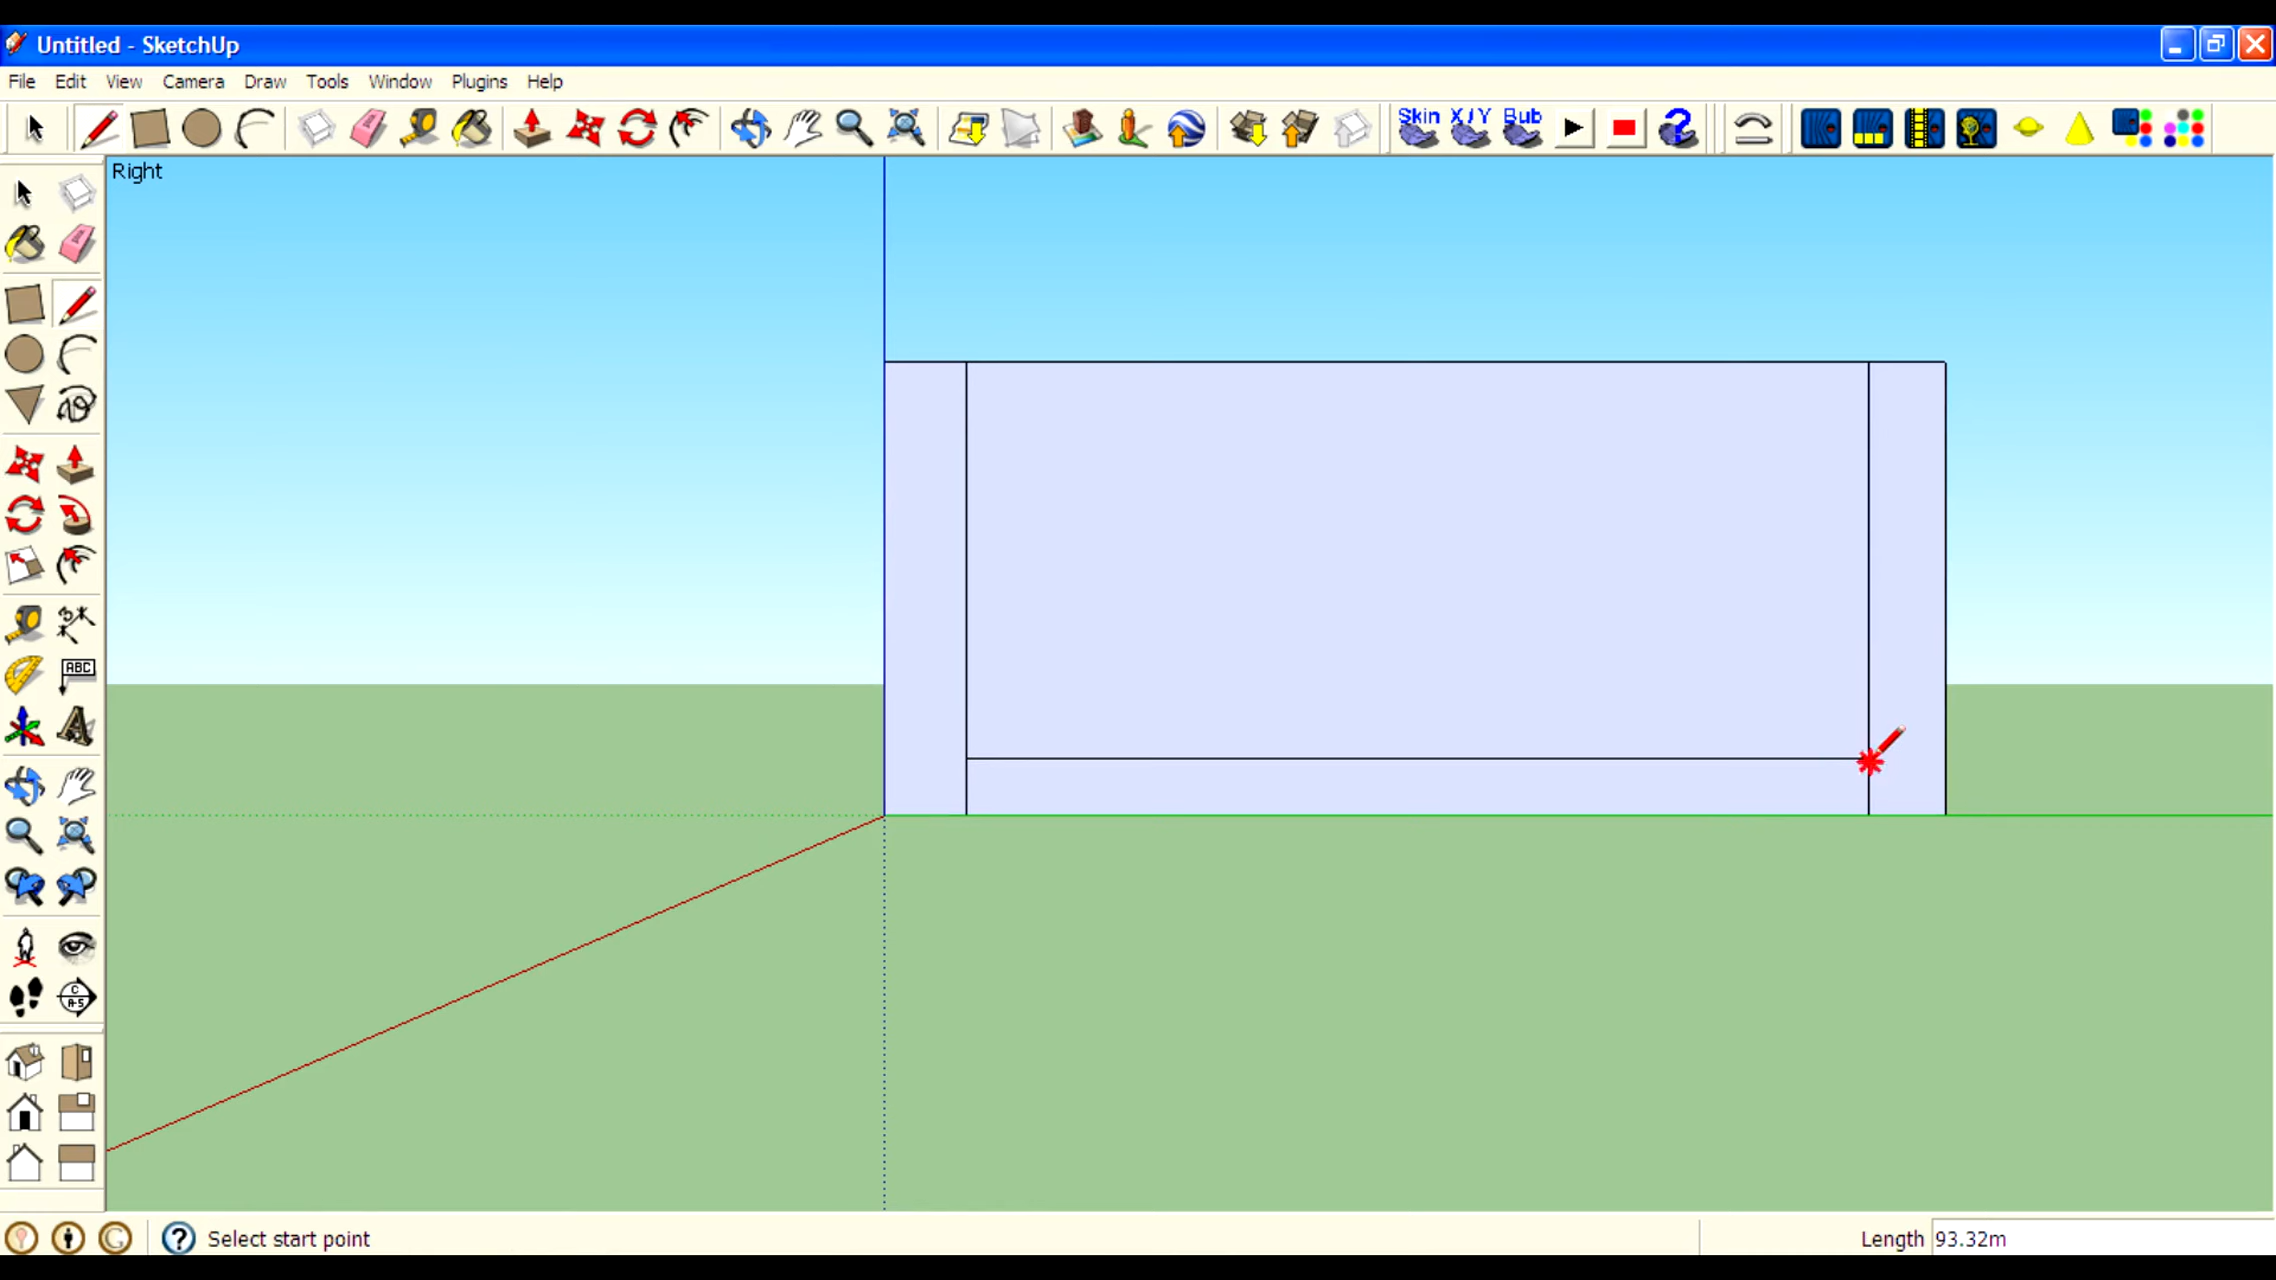 Untitled - SketchUp
File Edit View Camera Draw Tools Window Plugins Help
Skin X/Y Bub
Right
ABC
C
A-5
Select start point
Length 93.32m